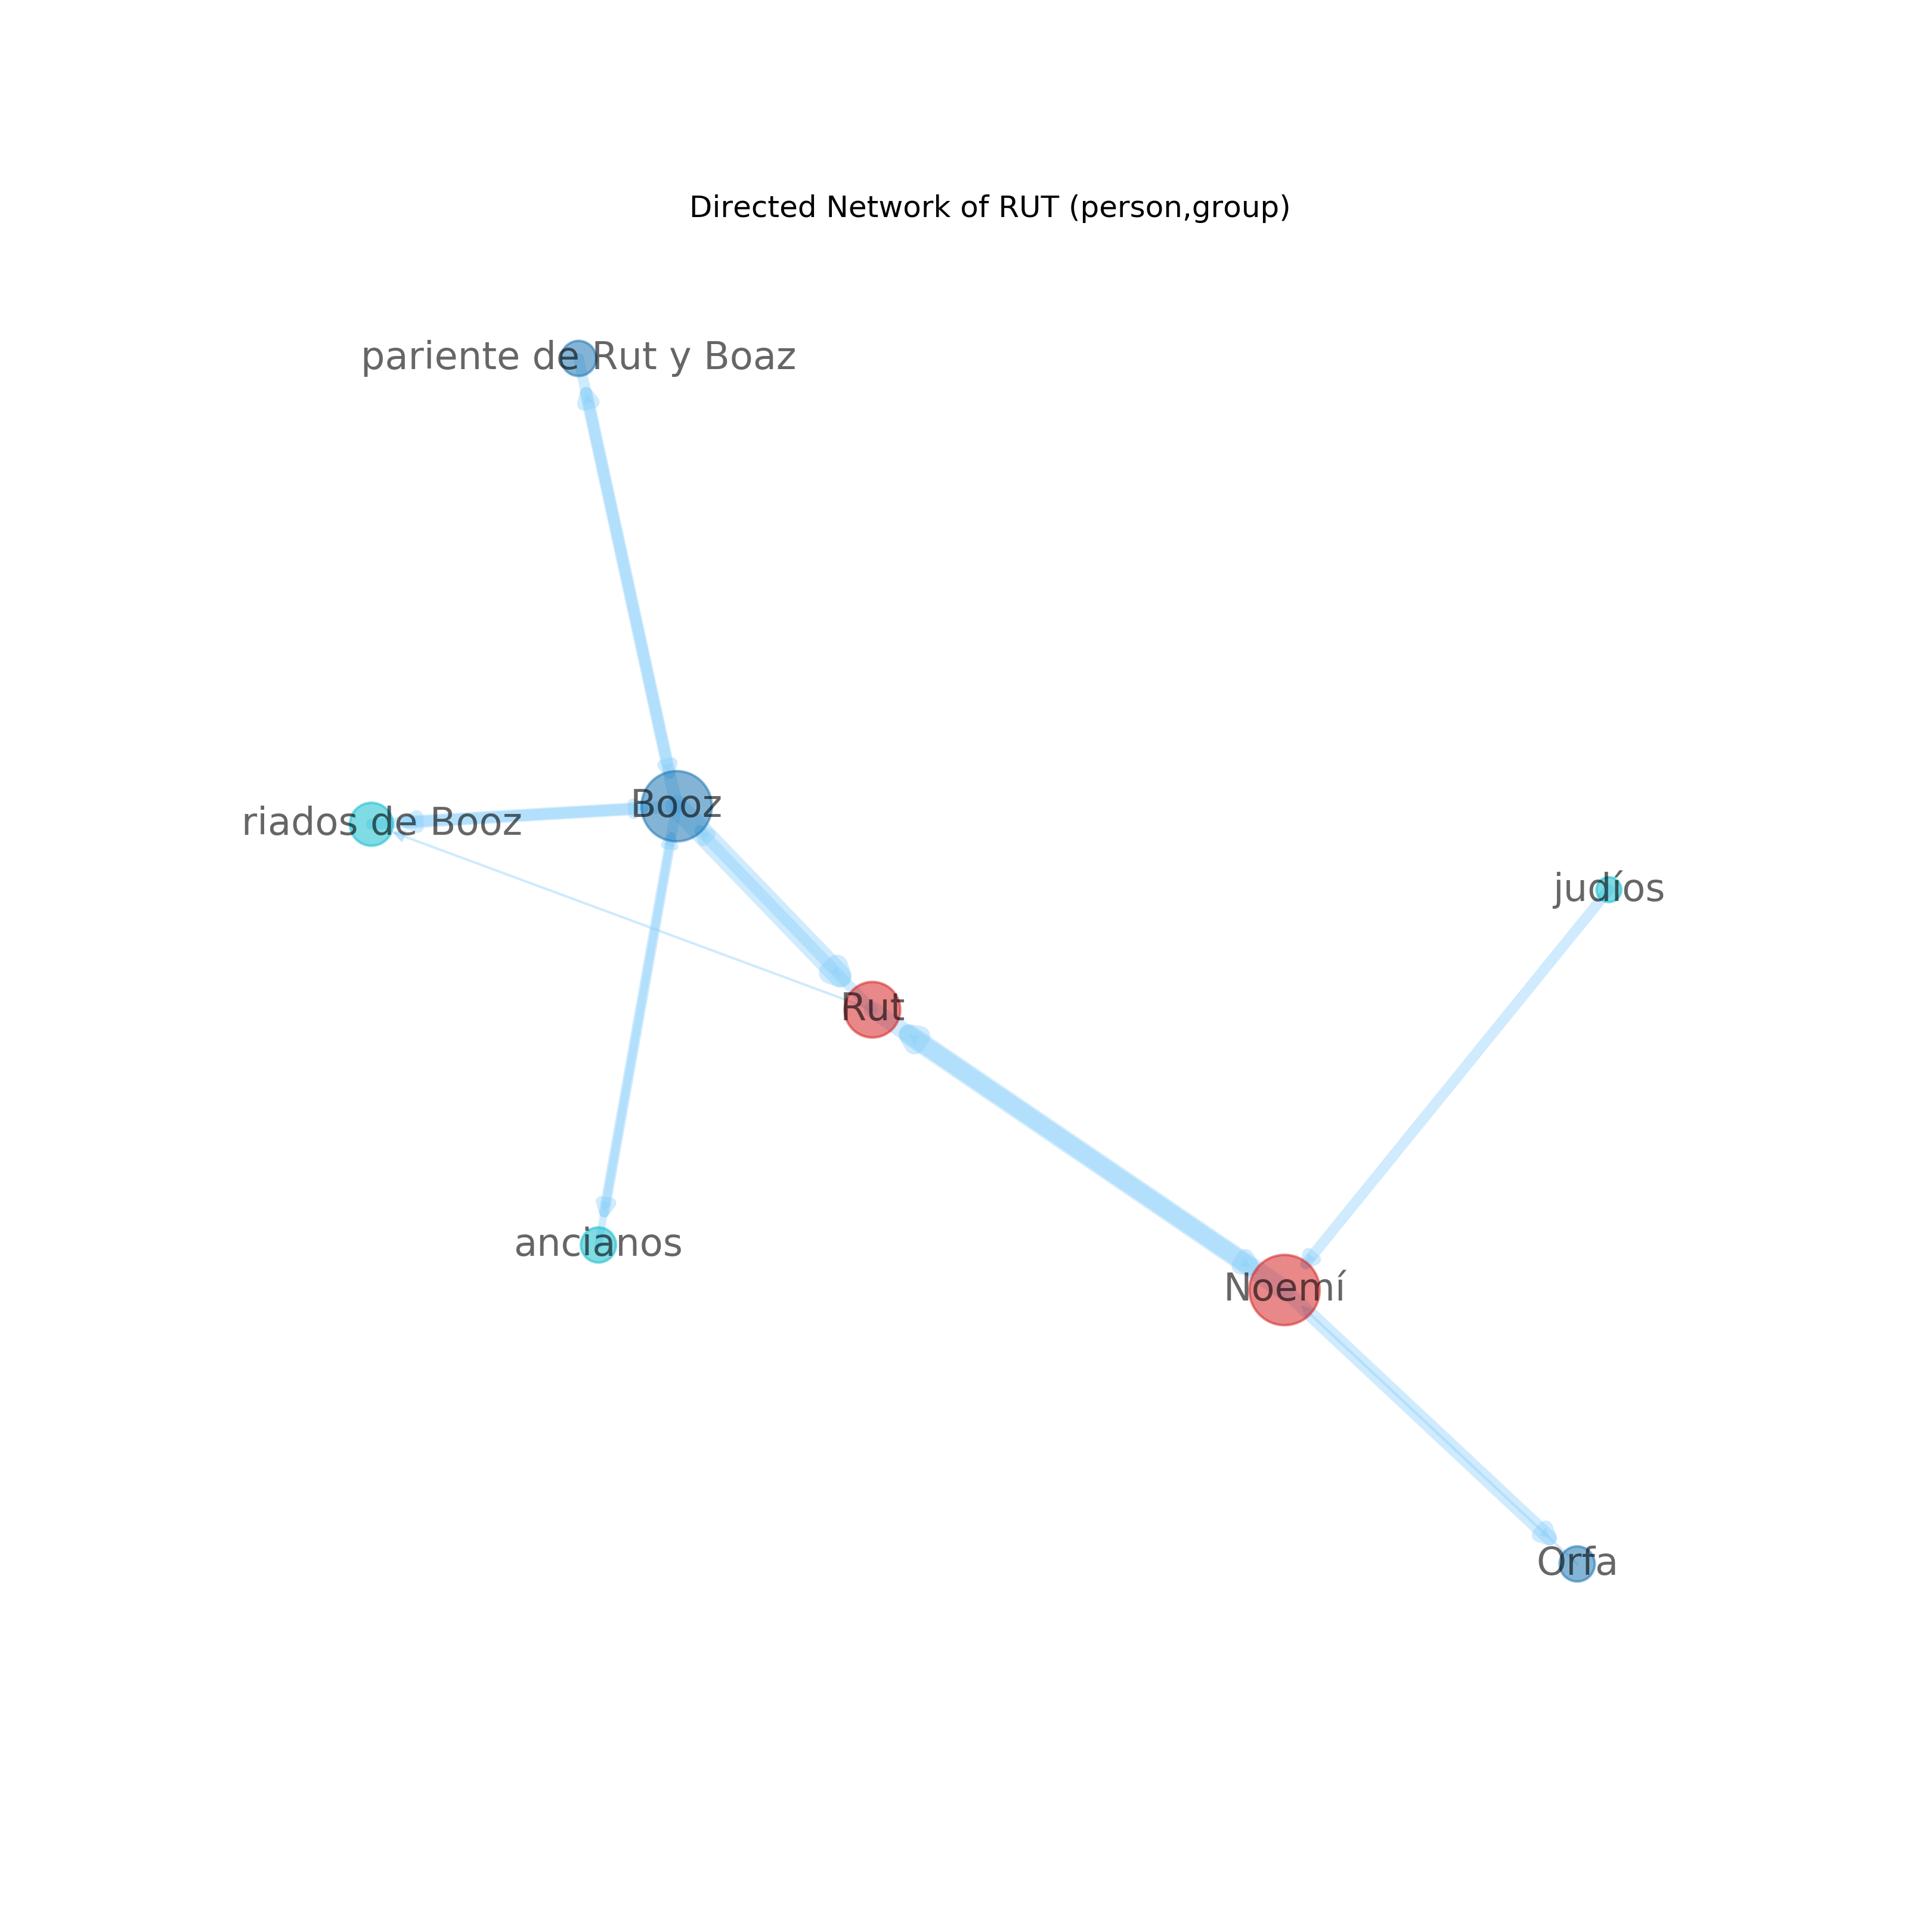 Directed Network of RUT (person,group)
pariente de Rut y Boaz
Booz
riados de Booz
judíos
Rut
ancianos
Noemí
Orfa